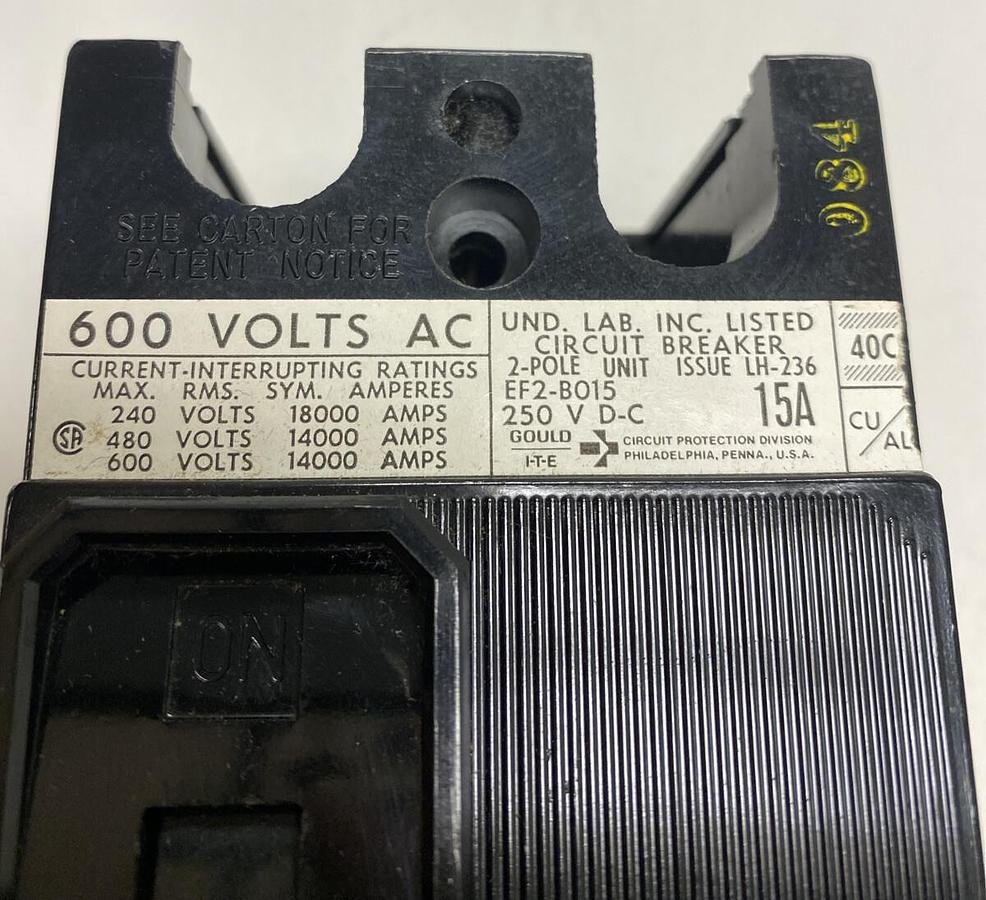 084
SEE CARTON FOR
PATENT NOTICE
600 VOLTS AC
CURRENT-INTERRUPTING RATINGS
MAX. RMS. SYM. AMPERES
240 VOLTS 18000 AMPS
SA 480 VOLTS 14000 AMPS
600 VOLTS 14000 AMPS
UND. LAB. INC. LISTED
CIRCUIT BREAKER
2-POLE UNIT ISSUE LH-236
EF2-B015
250 V D-C
15A
GOULD
I-T-E
CIRCUIT PROTECTION DIVISION
PHILADELPHIA, PENNA., U.S.A.
40C
CU/AL
ON